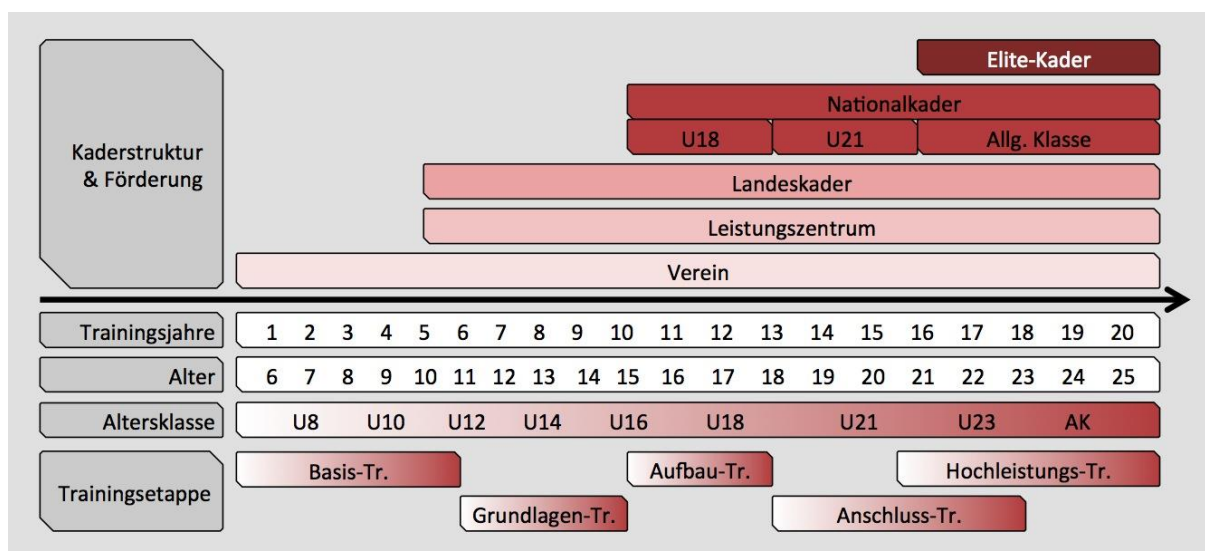 Elite-Kader
Nationalkader
U18 U21 Allg. Klasse
Kaderstruktur
& Förderung
Landeskader
Leistungszentrum
Verein
Trainingsjahre 1 2 3 4 5 6 7 8 9 10 11 12 13 14 15 16 17 18 19 20
Alter 6 7 8 9 10 11 12 13 14 15 16 17 18 19 20 21 22 23 24 25
Altersklasse U8 U10 U12 U14 U16 U18 U21 U23 AK
Trainingsetappe
Basis-Tr. Aufbau-Tr. Hochleistungs-Tr.
Grundlagen-Tr. Anschluss-Tr.